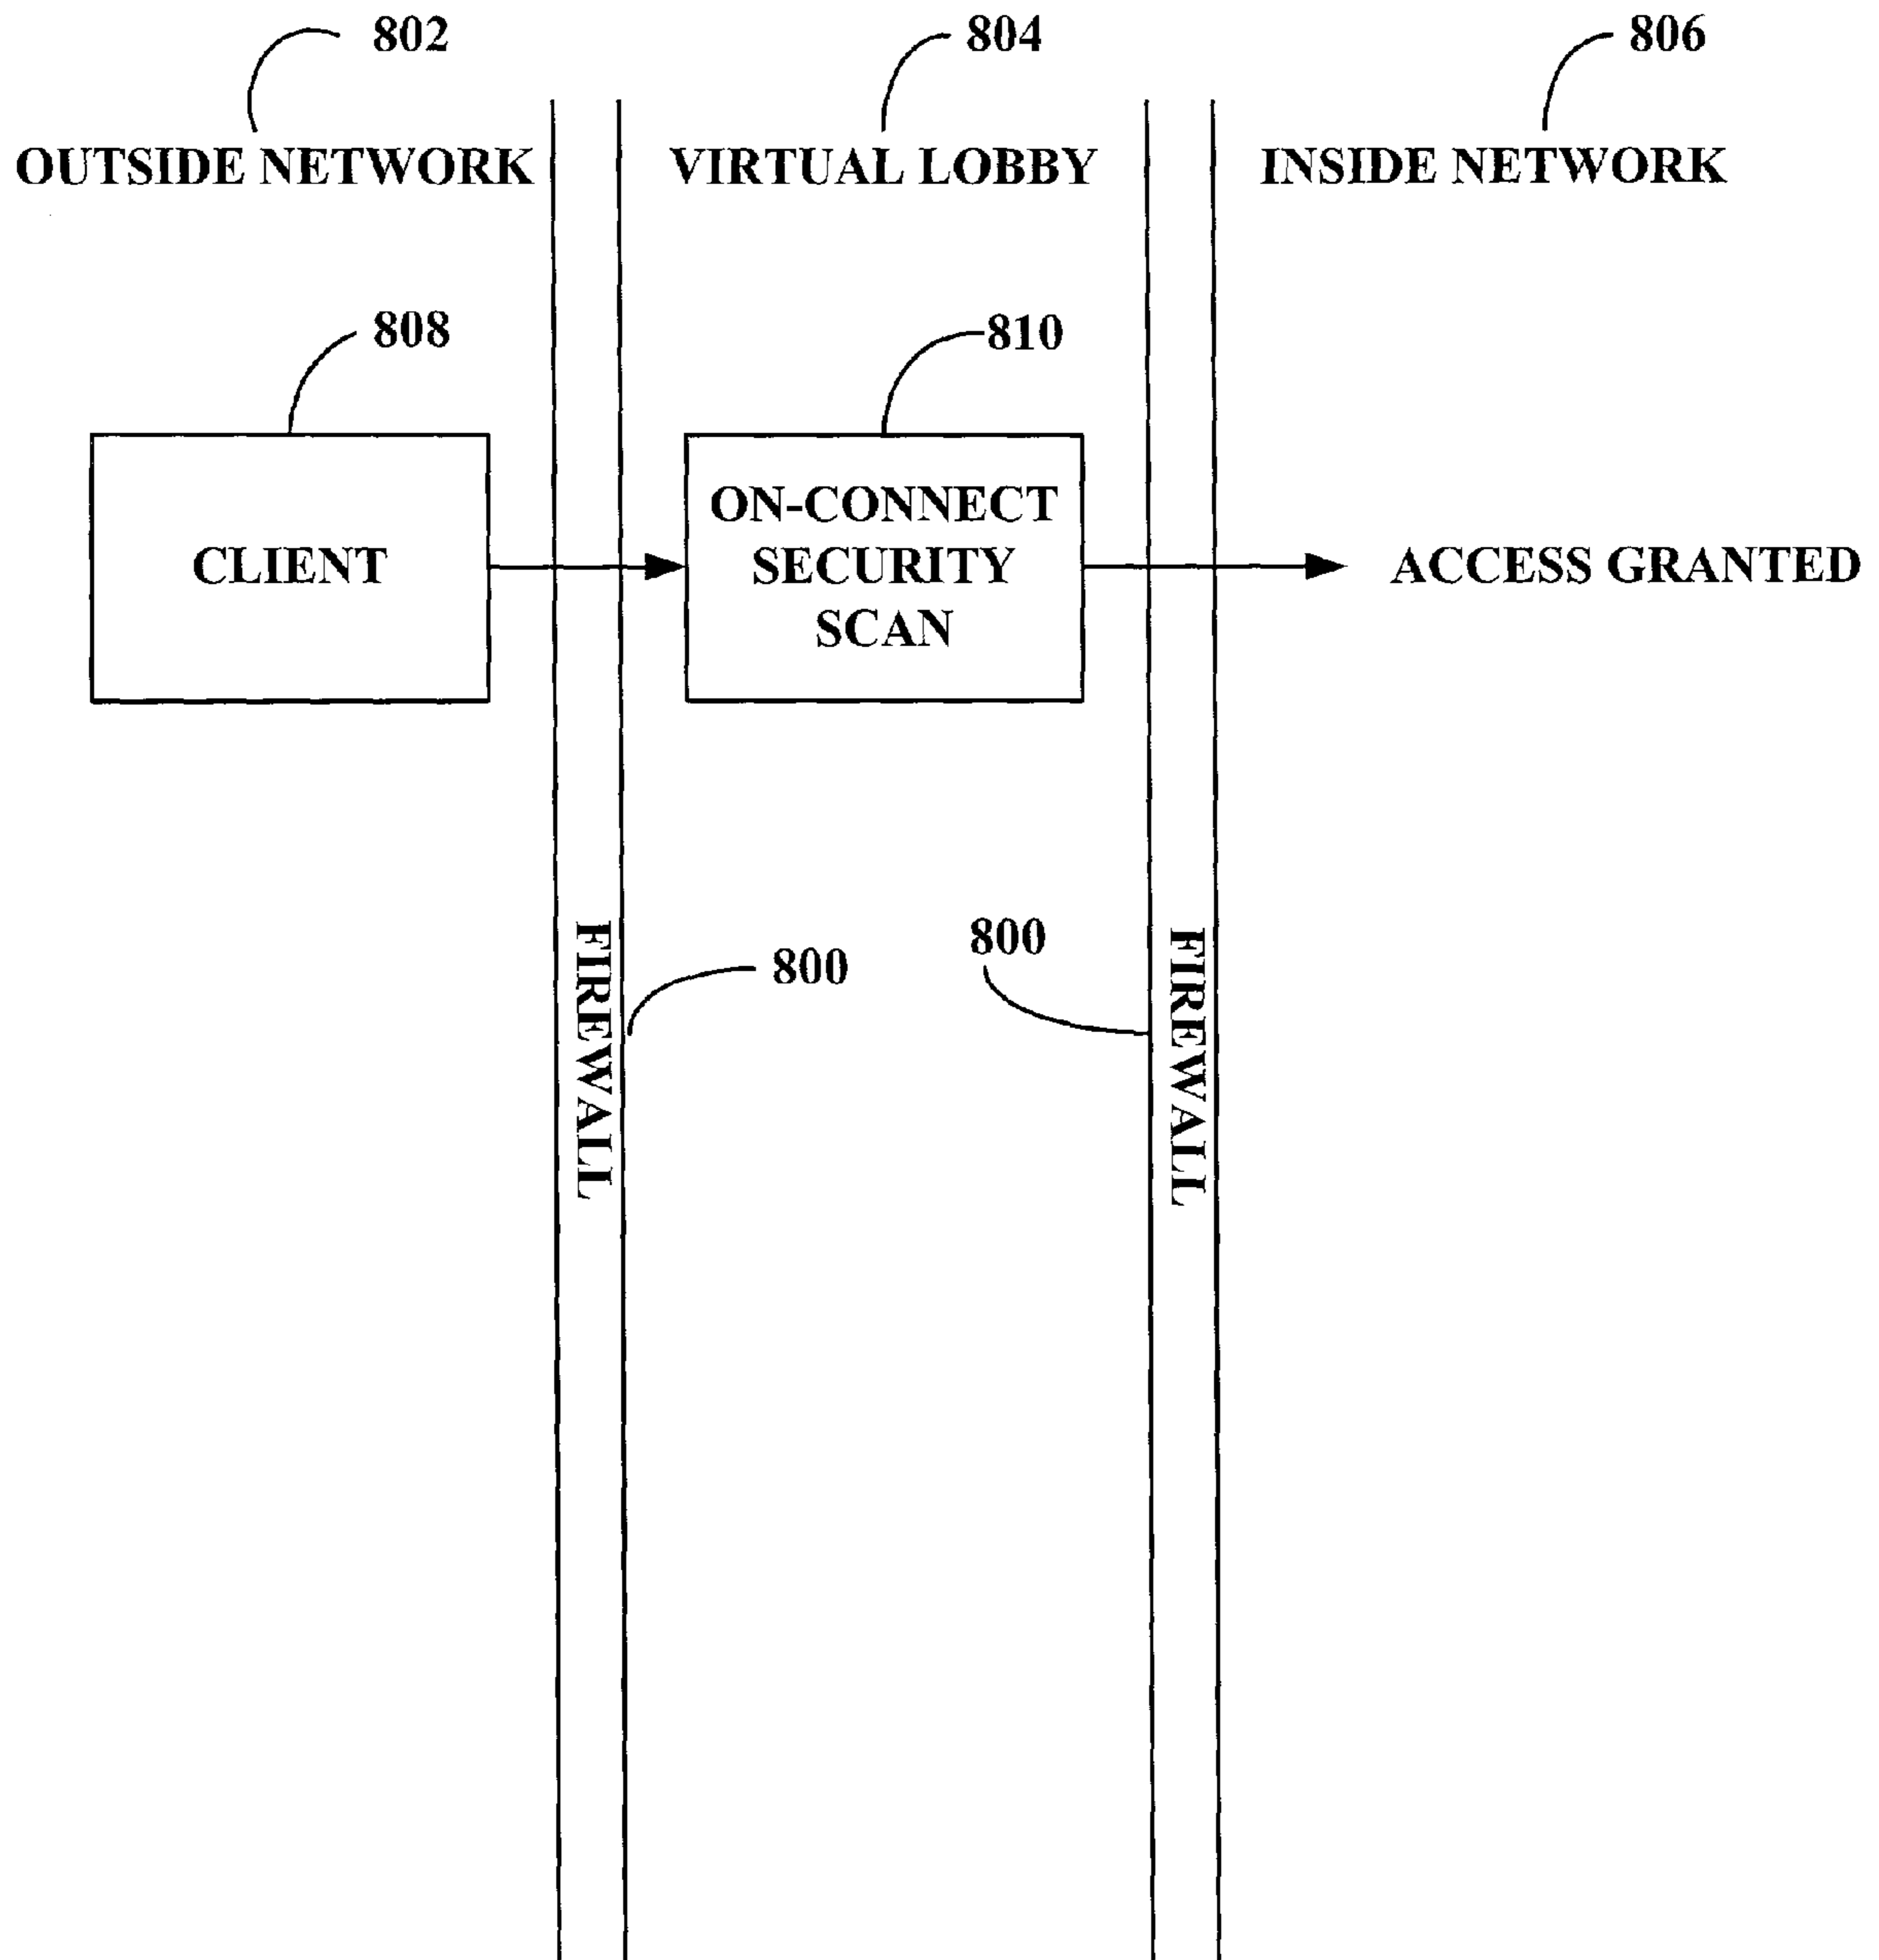 802
804
806
OUTSIDE NETWORK
VIRTUAL LOBBY
INSIDE NETWORK
808
810
CLIENT
ON-CONNECT
SECURITY
SCAN
ACCESS GRANTED
FIREWALL
800
800
FIREWALL